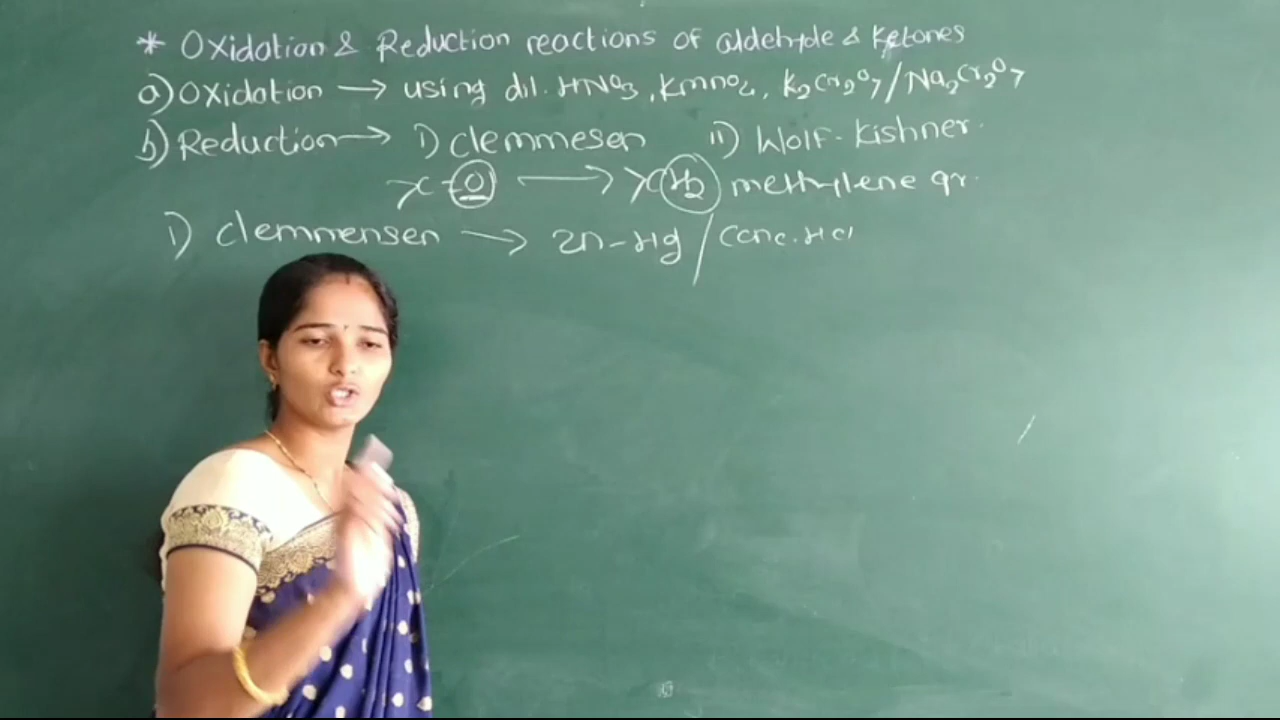 * Oxidation & Reduction reactions of aldehyde & Ketones
a) Oxidation → using dil. HNO3, KmnO4, K2Cr2O7/Na2Cr2O7
b) Reduction → i) clemmesen ii) Wolf-Kishner.
>C=O → >CH2 methylene gr.
i) clemmensen → Zn-Hg / Conc.HCl